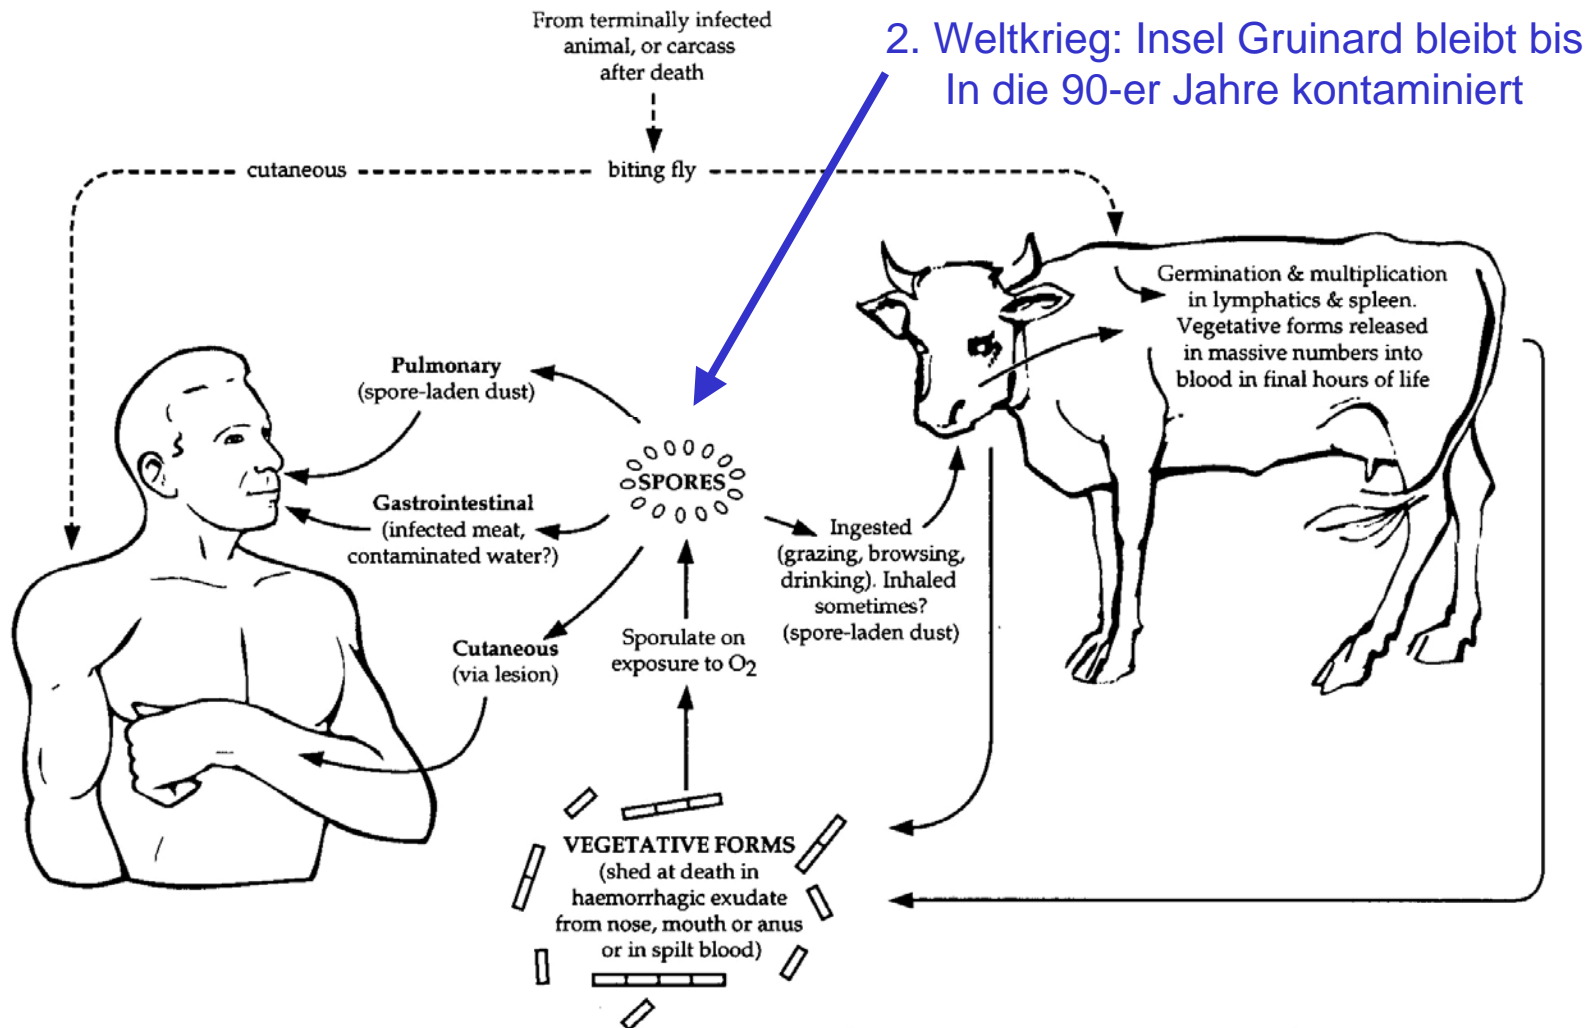 From terminally infected
animal, or carcass
after death
2. Weltkrieg: Insel Gruinard bleibt bis
In die 90-er Jahre kontaminiert
cutaneous
biting fly
Germination & multiplication
in lymphatics & spleen.
Vegetative forms released
in massive numbers into
blood in final hours of life
Pulmonary
(spore-laden dust)
SPORES
Gastrointestinal
(infected meat,
contaminated water?)
Ingested
(grazing, browsing,
drinking). Inhaled
sometimes?
(spore-laden dust)
Cutaneous
(via lesion)
Sporulate on
exposure to O2
VEGETATIVE FORMS
(shed at death in
haemorrhagic exudate
from nose, mouth or anus
or in spilt blood)